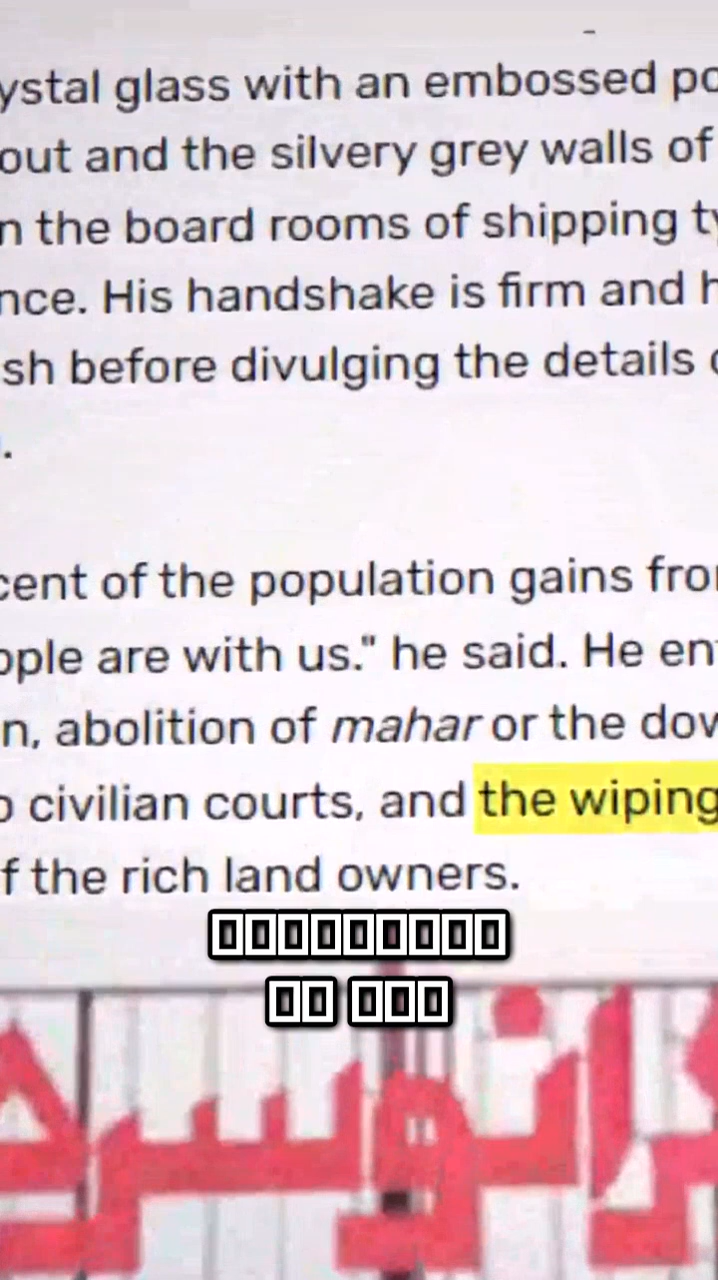 ystal glass with an embossed po
out and the silvery grey walls of
n the board rooms of shipping ty
nce. His handshake is firm and h
sh before divulging the details
.
cent of the population gains fro
ople are with us." he said. He en
n, abolition of mahar or the dow
o civilian courts, and the wiping
f the rich land owners.